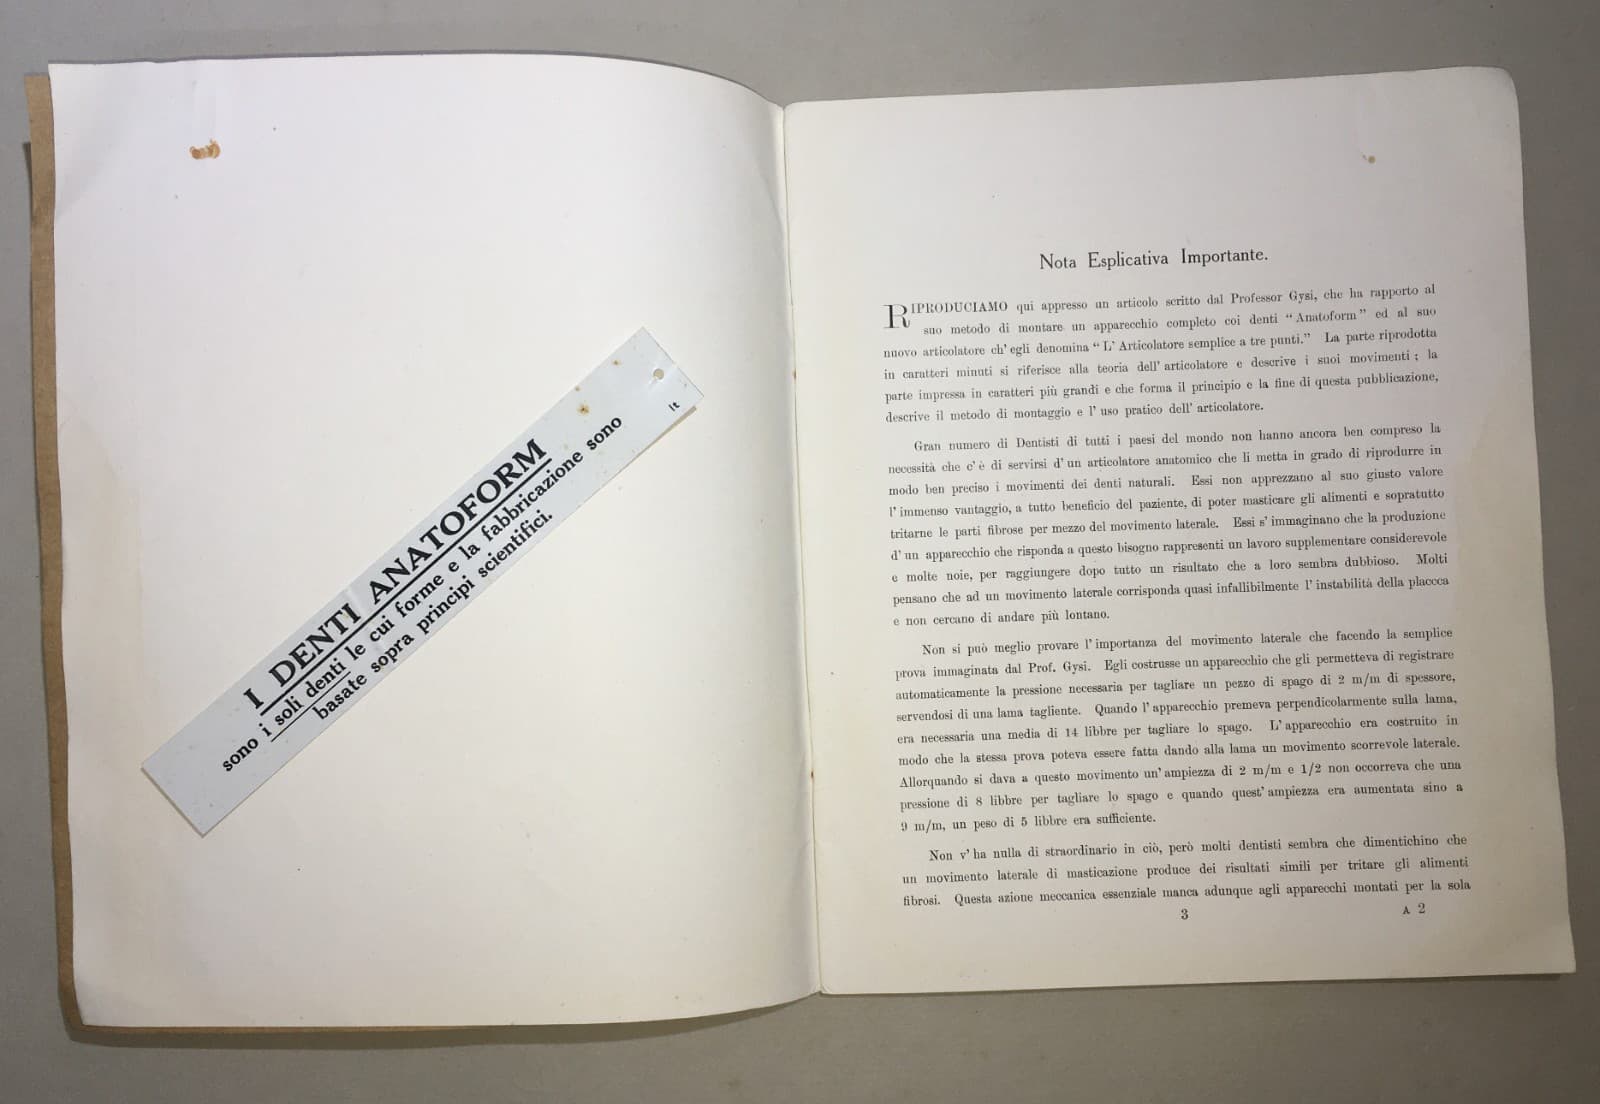 I DENTI ANATOFORM
sono i soli denti le cui forme e la fabbricazione sono
basate sopra principi scientifici.
It
Nota Esplicativa Importante.
RIPRODUCIAMO qui appresso un articolo scritto dal Professor Gysi, che ha rapporto al
suo metodo di montare un apparecchio completo coi denti “Anatoform” ed al suo
nuovo articolatore ch' egli denomina “L' Articolatore semplice a tre punti.” La parte riprodotta
in caratteri minuti si riferisce alla teoria dell' articolatore e descrive i suoi movimenti; la
parte impressa in caratteri più grandi e che forma il principio e la fine di questa pubblicazione,
descrive il metodo di montaggio e l' uso pratico dell' articolatore.
Gran numero di Dentisti di tutti i paesi del mondo non hanno ancora ben compreso la
necessità che c' è di servirsi d' un articolatore anatomico che li metta in grado di riprodurre in
modo ben preciso i movimenti dei denti naturali. Essi non apprezzano al suo giusto valore
l' immenso vantaggio, a tutto beneficio del paziente, di poter masticare gli alimenti e sopratutto
tritarne le parti fibrose per mezzo del movimento laterale. Essi s' immaginano che la produzione
d' un apparecchio che risponda a questo bisogno rappresenti un lavoro supplementare considerevole
e molte noie, per raggiungere dopo tutto un risultato che a loro sembra dubbioso. Molti
pensano che ad un movimento laterale corrisponda quasi infallibilmente l' instabilità della placcca
e non cercano di andare più lontano.
Non si può meglio provare l' importanza del movimento laterale che facendo la semplice
prova immaginata dal Prof. Gysi. Egli costrusse un apparecchio che gli permetteva di registrare
automaticamente la pressione necessaria per tagliare un pezzo di spago di 2 m/m di spessore,
servendosi di una lama tagliente. Quando l' apparecchio premeva perpendicolarmente sulla lama,
era necessaria una media di 14 libbre per tagliare lo spago. L' apparecchio era costruito in
modo che la stessa prova poteva essere fatta dando alla lama un movimento scorrevole laterale.
Allorquando si dava a questo movimento un' ampiezza di 2 m/m e 1/2 non occorreva che una
pressione di 8 libbre per tagliare lo spago e quando quest' ampiezza era aumentata sino a
9 m/m, un peso di 5 libbre era sufficiente.
Non v' ha nulla di straordinario in ciò, però molti dentisti sembra che dimentichino che
un movimento laterale di masticazione produce dei risultati simili per tritare gli alimenti
fibrosi. Questa azione meccanica essenziale manca adunque agli apparecchi montati per la sola
3
A 2